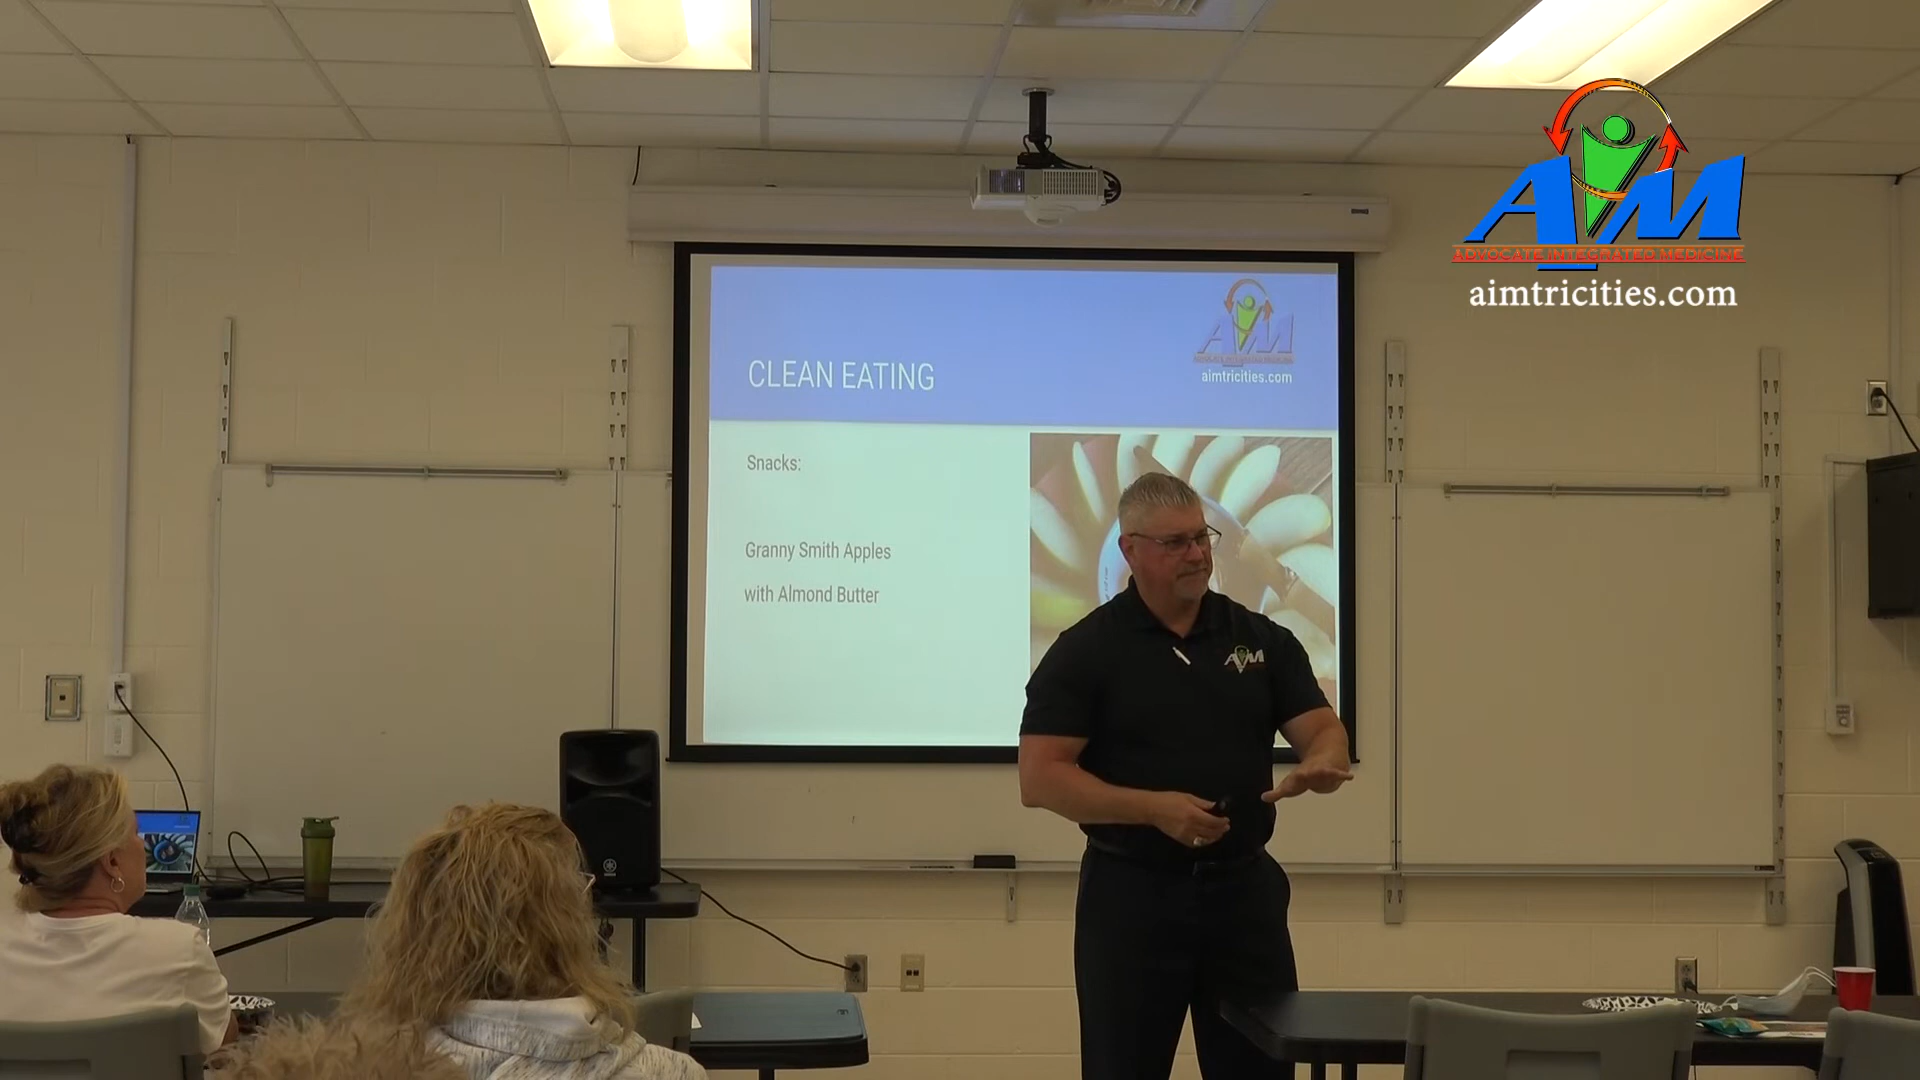 AIM
ADVOCATE INTEGRATED MEDICINE
aimtricities.com
AIM
aimtricities.com
CLEAN EATING
Snacks:
Granny Smith Apples
with Almond Butter
AIM